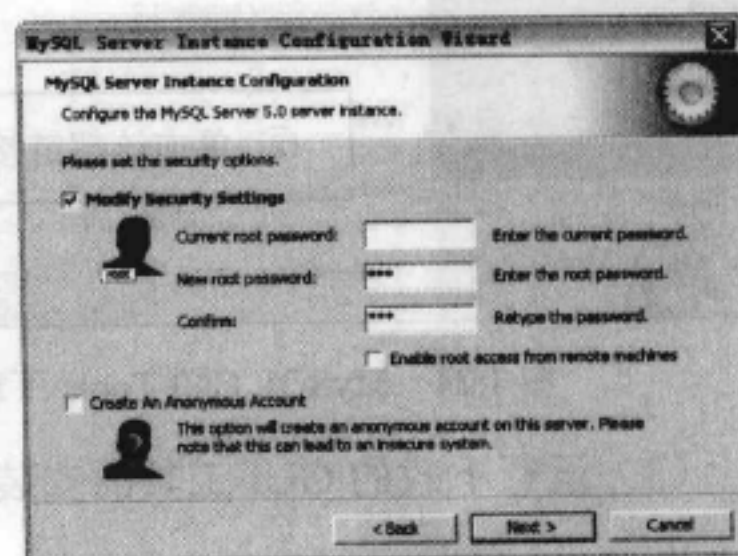 MySQL Server Instance Configuration Wizard
MySQL Server Instance Configuration
Configure the MySQL Server 5.0 server instance.
Please set the security options.
Modify Security Settings
Current root password: Enter the current password.
root
New root password: *** Enter the root password.
Confirm: *** Retype the password.
Enable root access from remote machines
Create An Anonymous Account
This option will create an anonymous account on this server. Please
note that this can lead to an insecure system.
< Back Next > Cancel